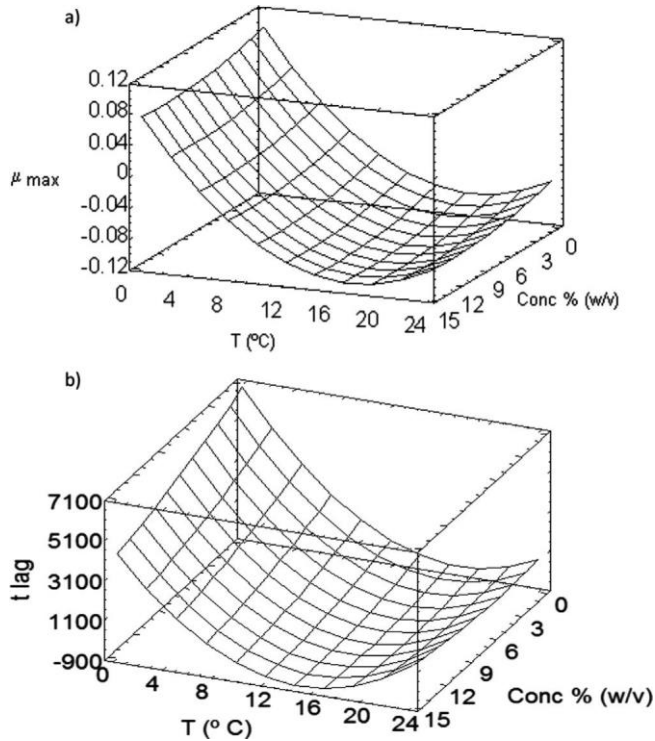 a)
0.12
0.08
0.04
0
-0.04
-0.08
-0.12
μ max
0 4 8 12 16 20 24
T (ºC)
15 12 9 6 3 0
Conc % (w/v)
b)
7100
5100
3100
1100
-900
t lag
0 4 8 12 16 20 24
T (º C)
15 12 9 6 3 0
Conc % (w/v)